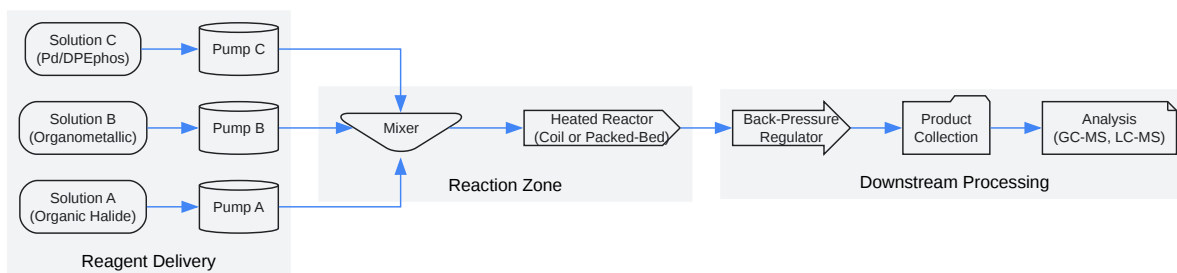 Solution C
(Pd/DPEphos)
Pump C
Solution B
(Organometallic)
Pump B
Solution A
(Organic Halide)
Pump A
Reagent Delivery
Mixer
Heated Reactor
(Coil or Packed-Bed)
Reaction Zone
Back-Pressure
Regulator
Product
Collection
Analysis
(GC-MS, LC-MS)
Downstream Processing